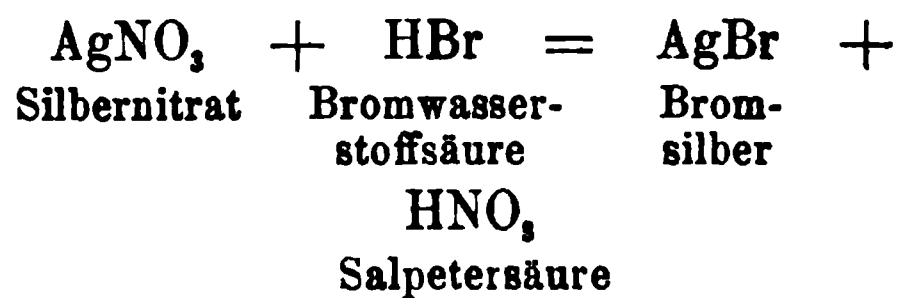 AgNO₃ + HBr = AgBr +
Silbernitrat Bromwasser- Brom-
stoffsäure silber
HNO₃
Salpetersäure